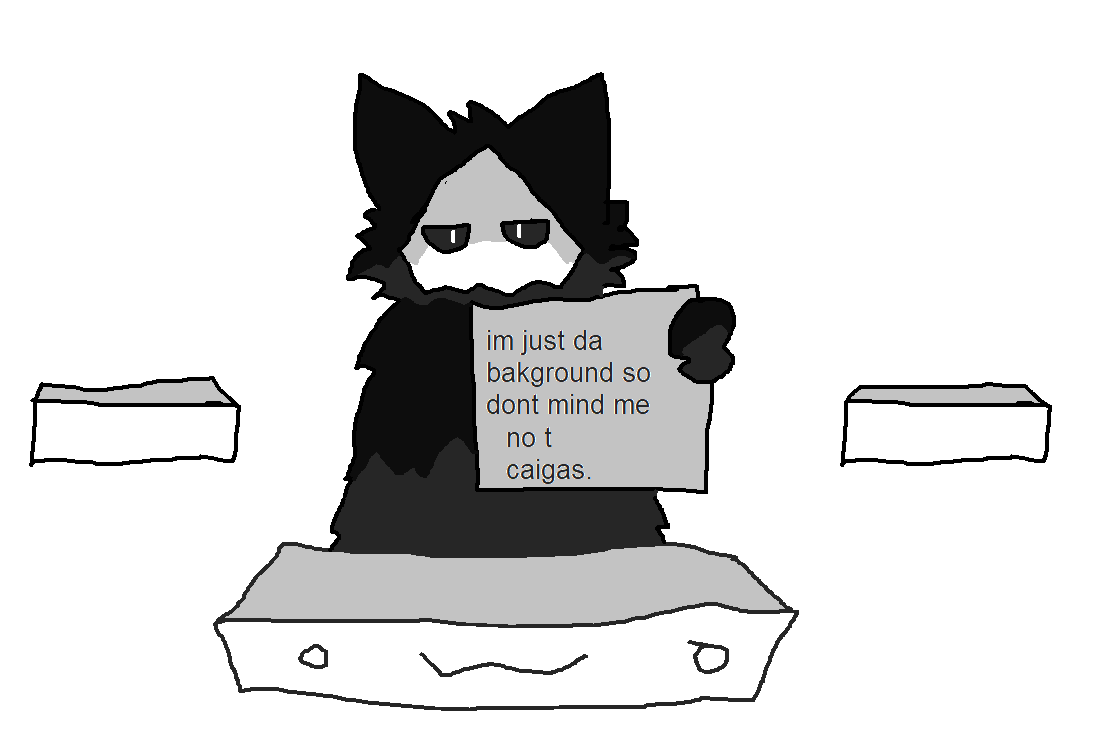 im just da
bakground so
dont mind me
no t
caigas.